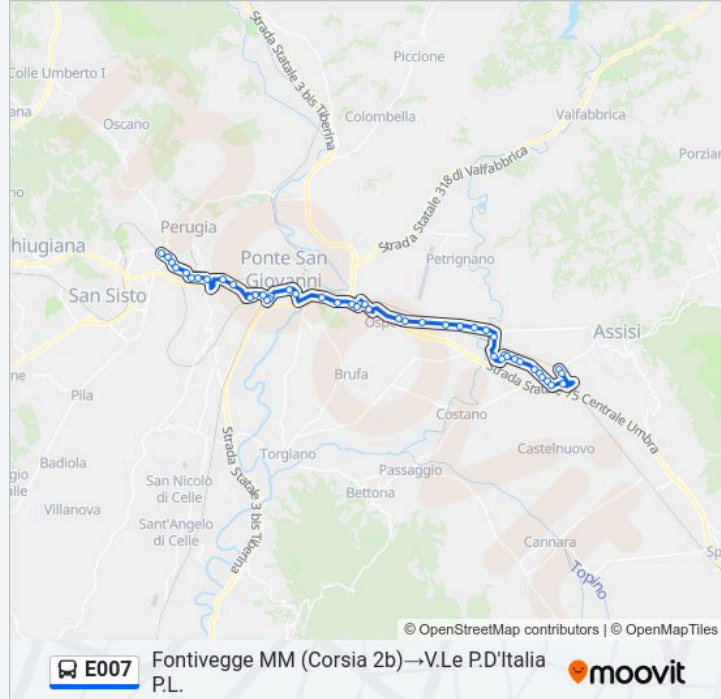 Piccione
Colle Umberto I
Strada Statale 3 bis Tiberina
Colombella
Valfabbrica
Oscano
Strada Statale 318 di Valfabbrica
Porzian
Perugia
hiugiana
Ponte San
Giovanni
Petrignano
San Sisto
Assisi
Osp
Brufa
Strada Statale 75 Centrale Umbra
Pila
Costano
Castelnuovo
Torgiano
Badiola
San Nicolò
di Celle
Passaggio
Bettona
Villanova
Sant'Angelo
di Celle
Strada Statale 3 bis Tiberina
Cannara
Topino
© OpenStreetMap contributors | © OpenMapTiles
E007
Fontivegge MM (Corsia 2b)→V.Le P.D'Italia
P.L.
moovit